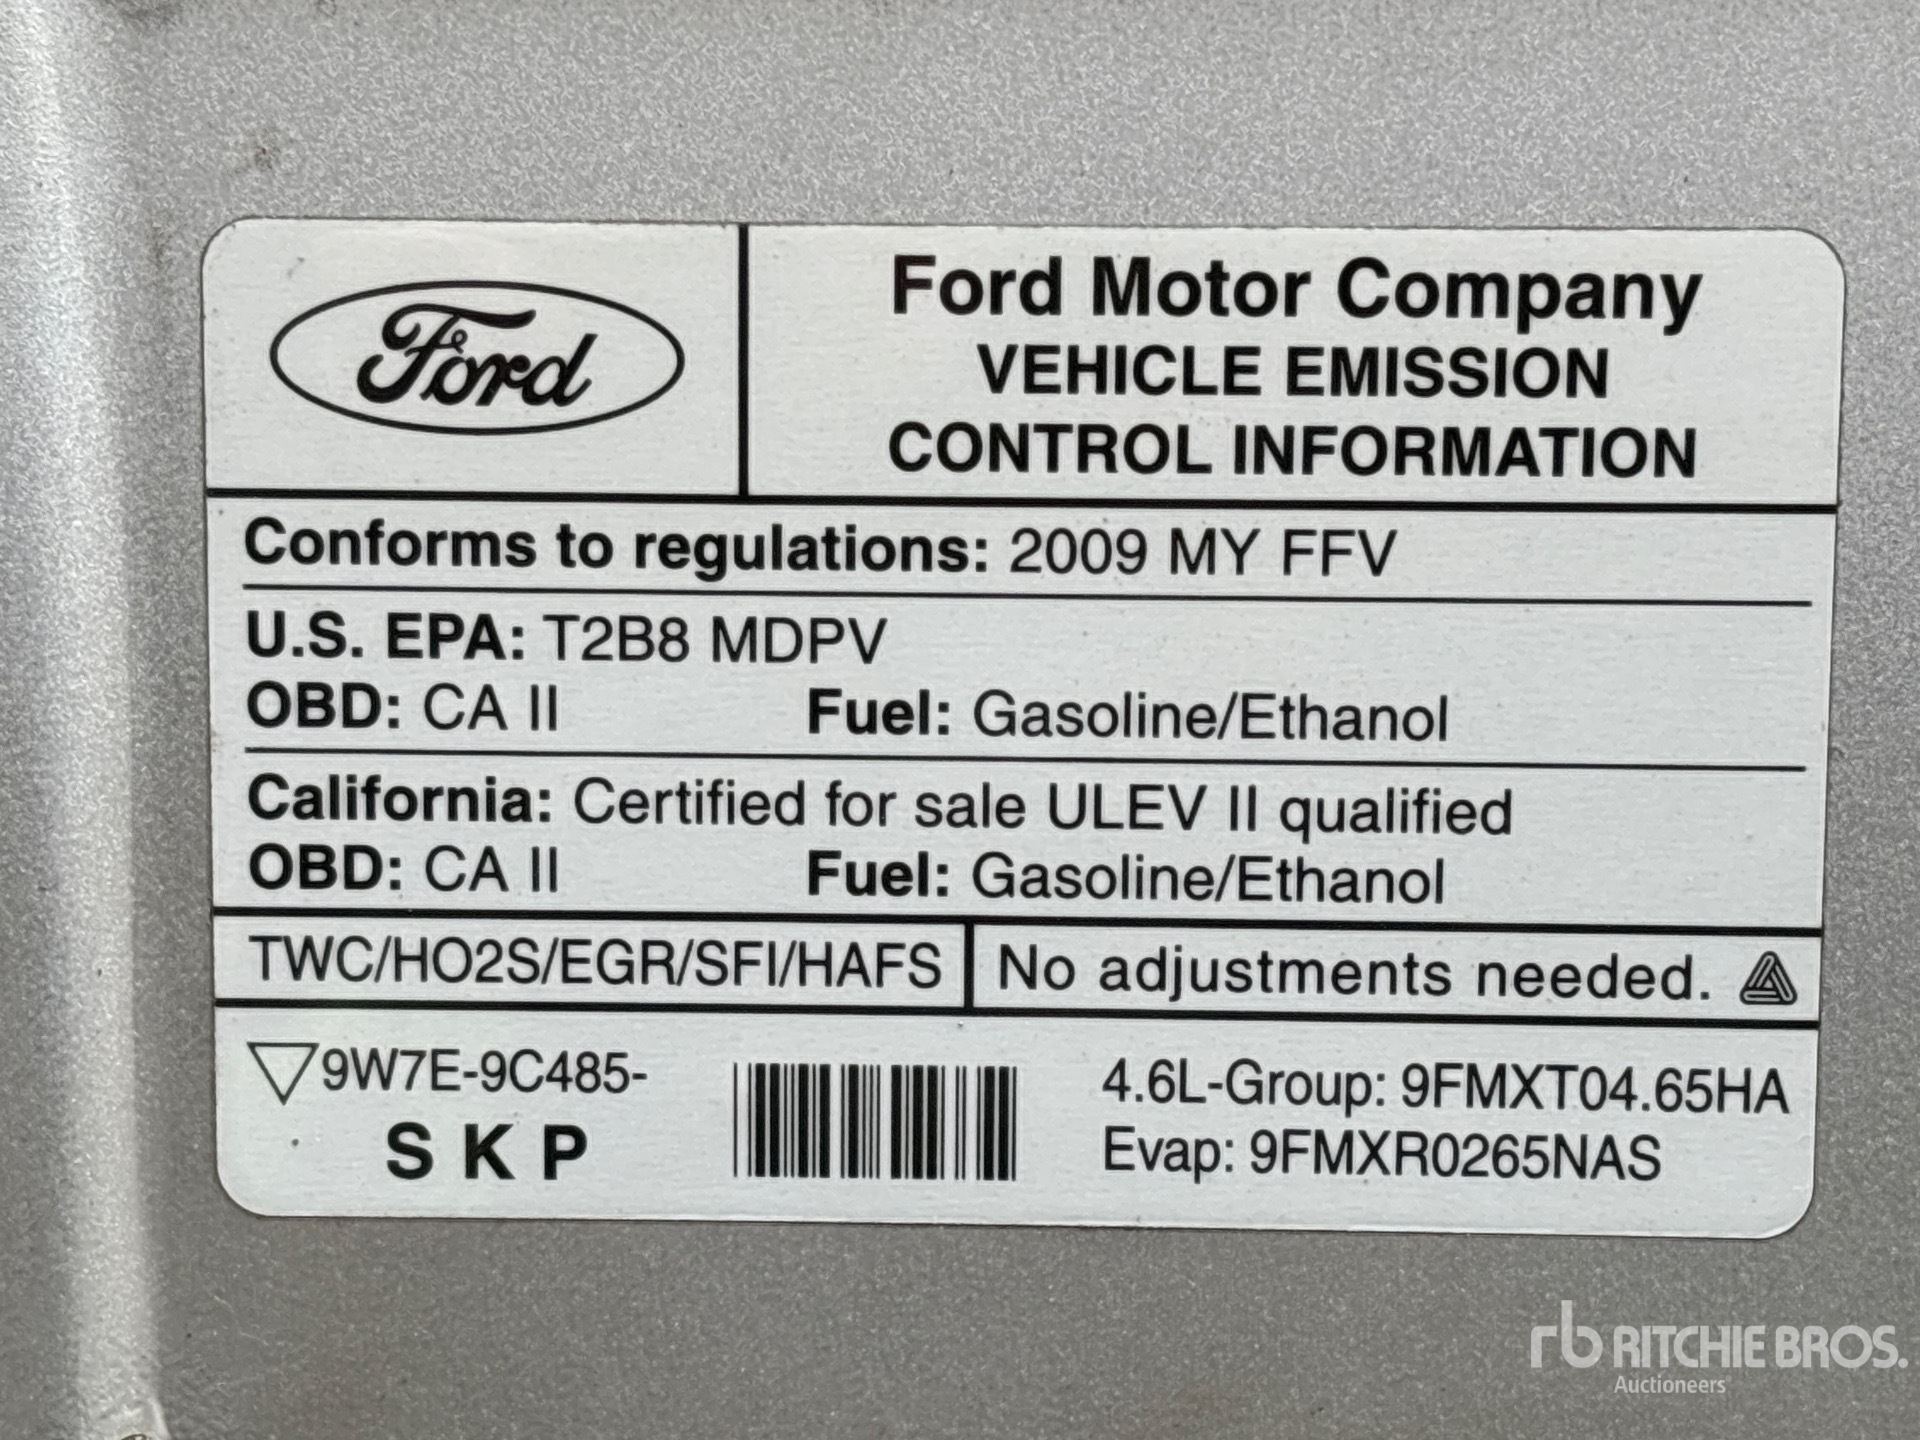 Ford
Ford Motor Company
VEHICLE EMISSION
CONTROL INFORMATION
Conforms to regulations: 2009 MY FFV
U.S. EPA: T2B8 MDPV
OBD: CA II Fuel: Gasoline/Ethanol
California: Certified for sale ULEV II qualified
OBD: CA II Fuel: Gasoline/Ethanol
TWC/HO2S/EGR/SFI/HAFS
No adjustments needed.
9W7E-9C485-
S K P
4.6L-Group: 9FMXT04.65HA
Evap: 9FMXR0265NAS
rb RITCHIE BROS.
Auctioneers